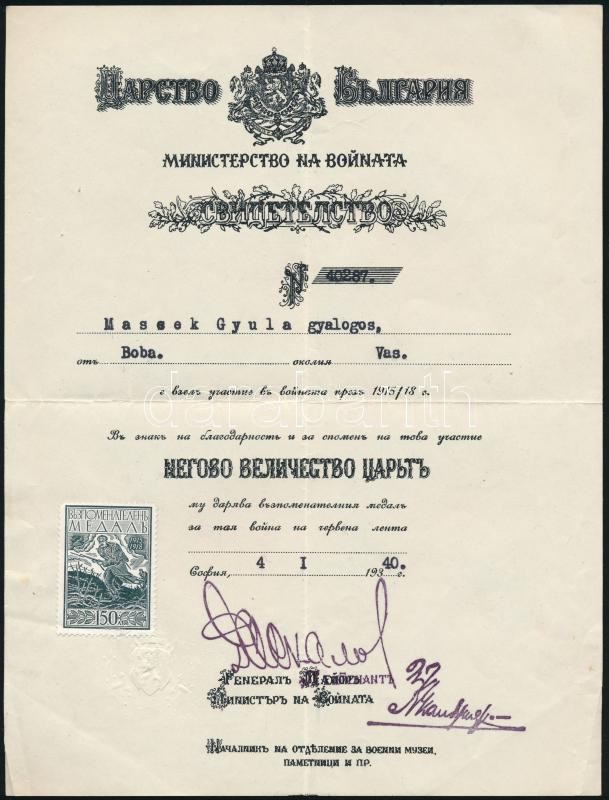 Царство България
Министерство на войната
Свидетелство
№ 40287.
Massek Gyula gyalogos,
отъ Boba. околия Vas.
е взелъ участие въ войната презъ 1915/18 г.
Въ знакъ на благодарность и за споменъ на това участие
Негово Величество Царьтъ
му дарява възпоменателния медалъ
за тая война на червена лента
ВЪЗПОМЕНАТЕЛЕНЪ
МЕДАЛЪ
150
София, 4 I 1940. г.
Генералъ Майоръ
Министъръ на Войната
Началникъ на отделение за военни музеи,
паметници и пр.
darabanth